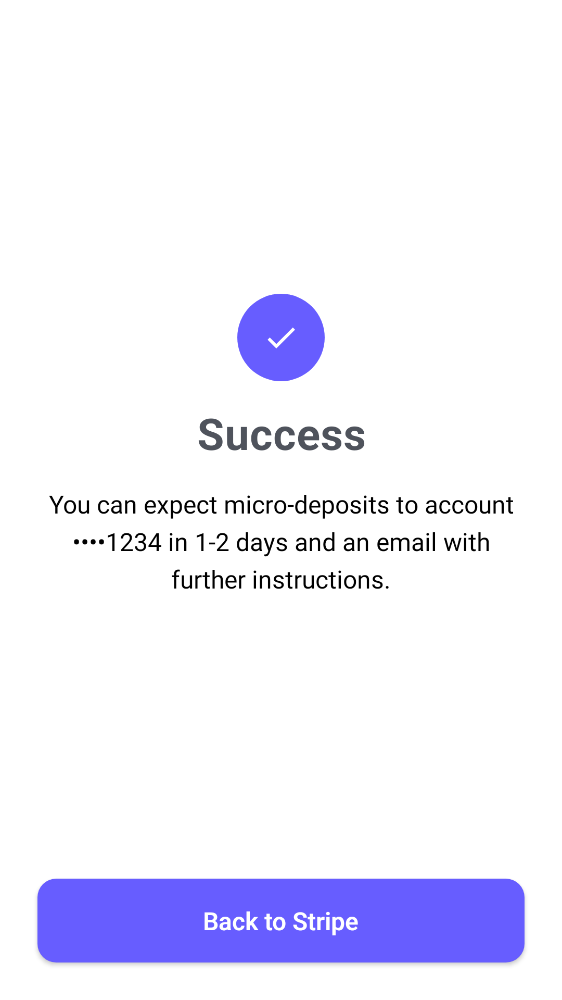 Success
You can expect micro-deposits to account
••••1234 in 1-2 days and an email with
further instructions.
Back to Stripe